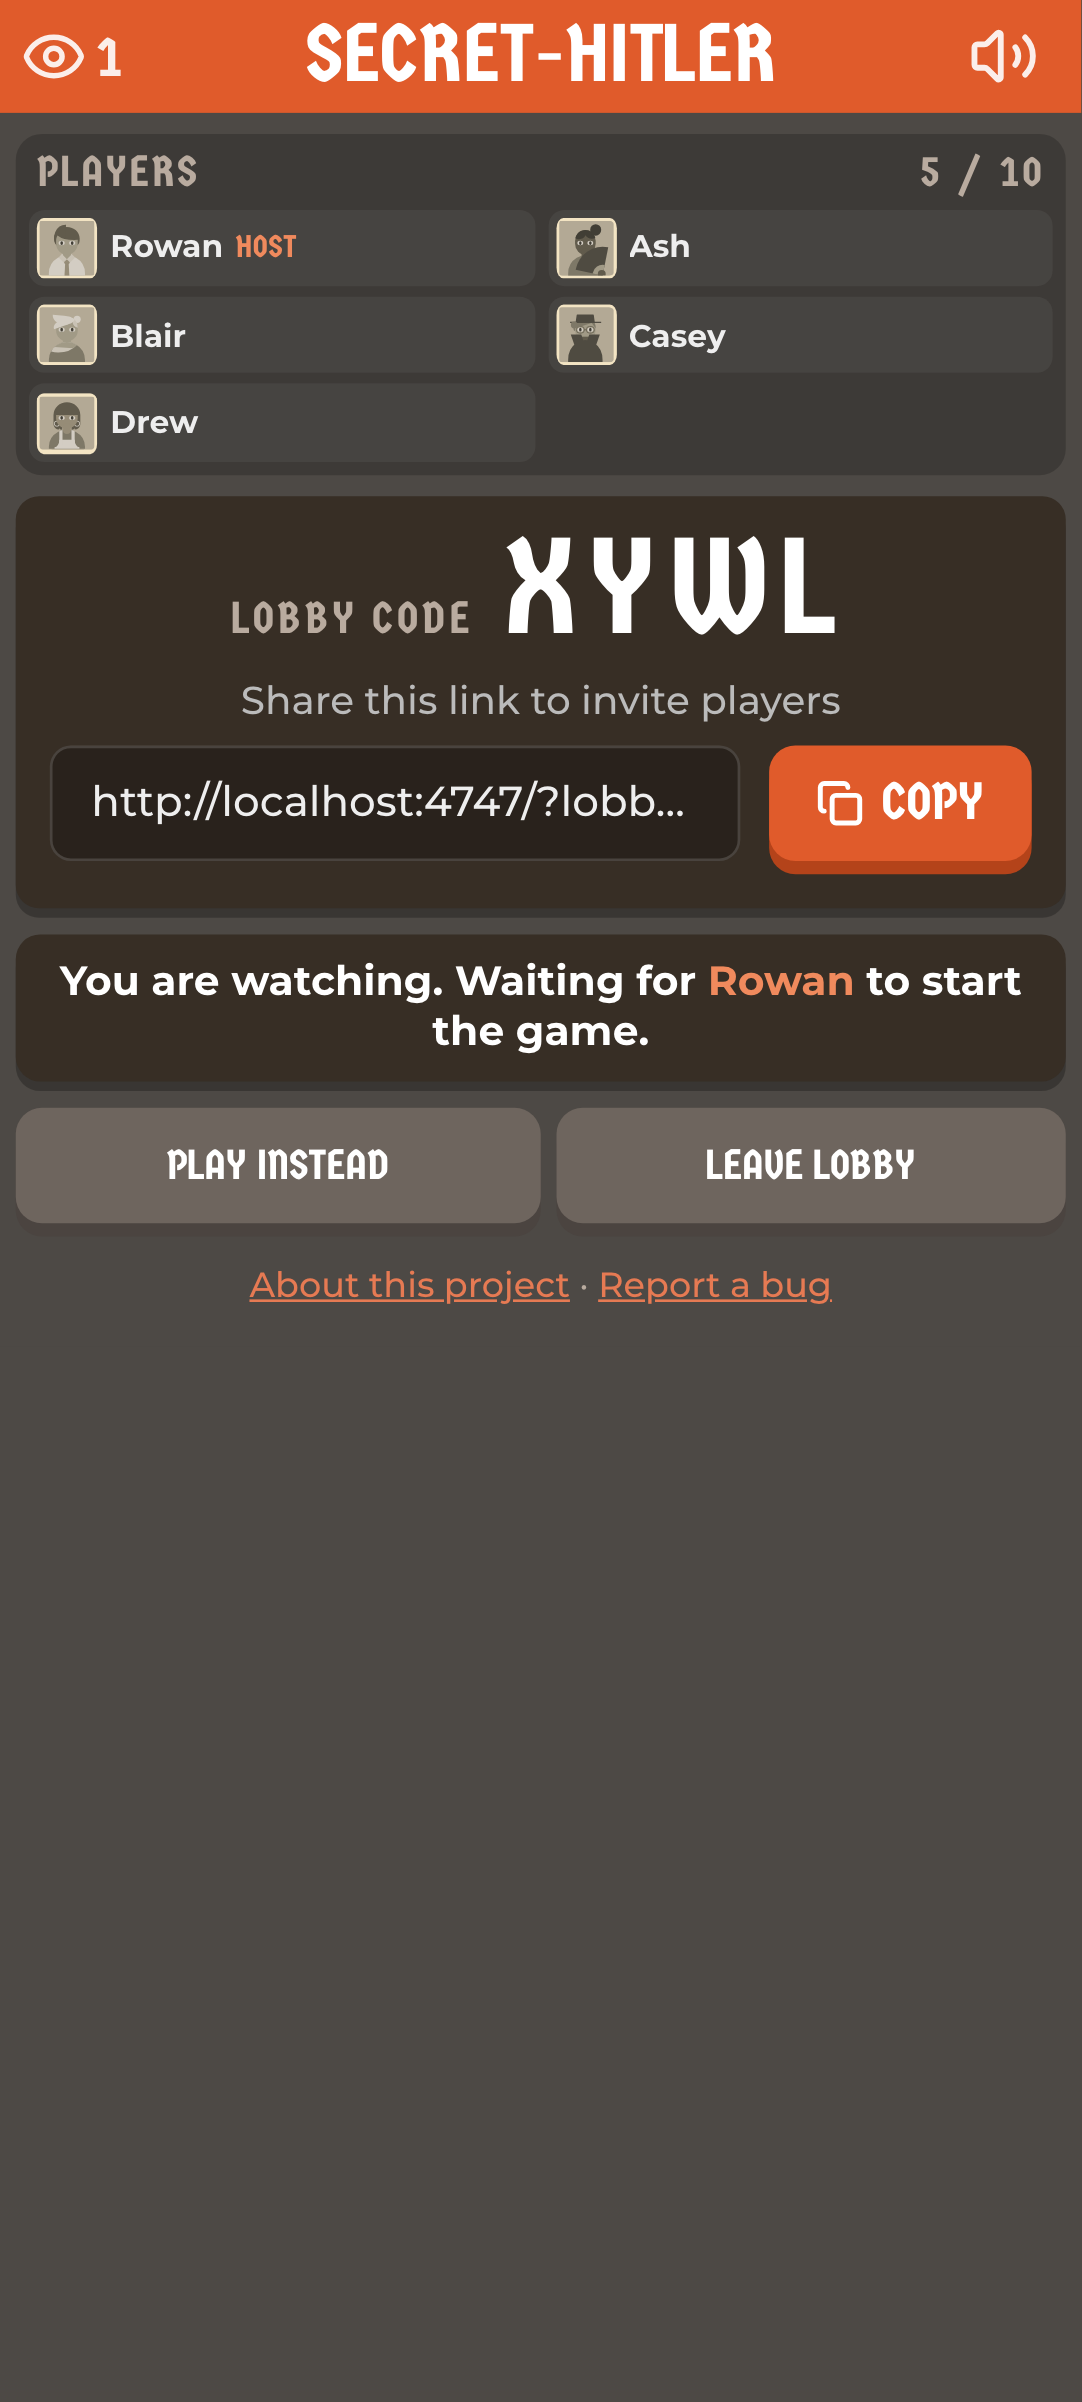 1 SECRET-HITLER
PLAYERS 5 / 10
Rowan HOST
Ash
Blair
Casey
Drew
LOBBY CODE XYWL
Share this link to invite players
http://localhost:4747/?lobb...
COPY
You are watching. Waiting for Rowan to start
the game.
PLAY INSTEAD
LEAVE LOBBY
About this project · Report a bug